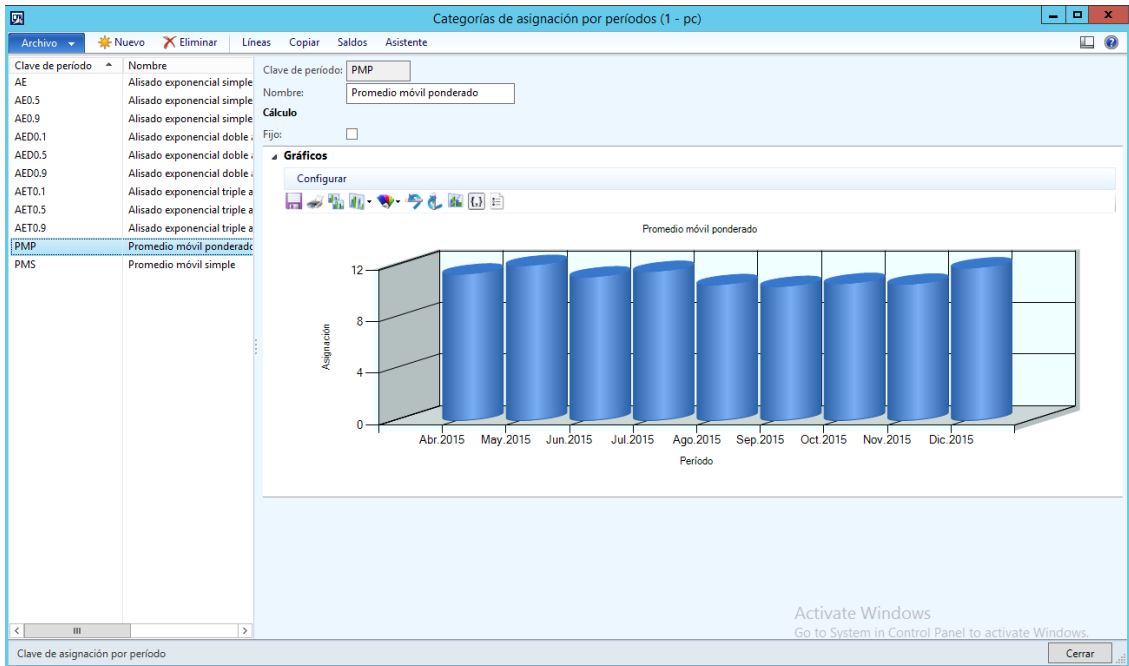 Categorías de asignación por períodos (1 - pc)
Archivo Nuevo Eliminar Líneas Copiar Saldos Asistente
Clave de período Nombre
AE Alisado exponencial simple
AE0.5 Alisado exponencial simple
AE0.9 Alisado exponencial simple
AED0.1 Alisado exponencial doble
AED0.5 Alisado exponencial doble
AED0.9 Alisado exponencial doble
AET0.1 Alisado exponencial triple a
AET0.5 Alisado exponencial triple a
AET0.9 Alisado exponencial triple a
PMP Promedio móvil ponderado
PMS Promedio móvil simple
Clave de período: PMP
Nombre: Promedio móvil ponderado
Cálculo
Fijo:
Gráficos
Configurar
Promedio móvil ponderado
12
8
4
0
Asignación
Abr.2015 May.2015 Jun.2015 Jul.2015 Ago.2015 Sep.2015 Oct.2015 Nov.2015 Dic.2015
Período
Activate Windows
Go to System in Control Panel to activate Windows.
Clave de asignación por período
Cerrar